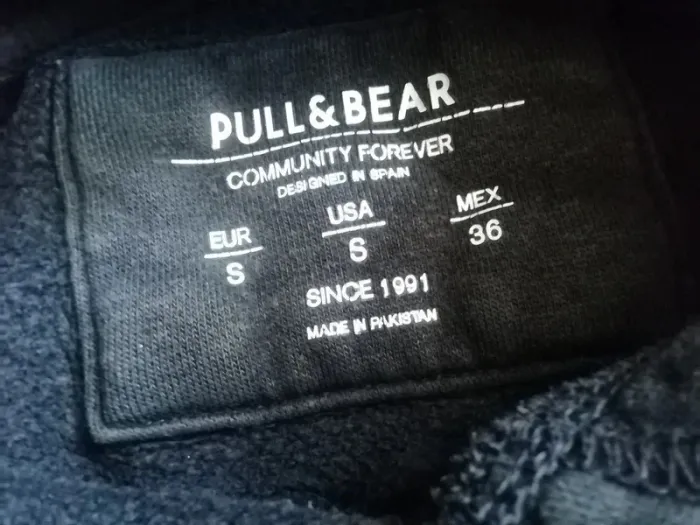 PULL&BEAR
COMMUNITY FOREVER
DESIGNED IN SPAIN
EUR USA MEX
S S 36
SINCE 1991
MADE IN PAKISTAN